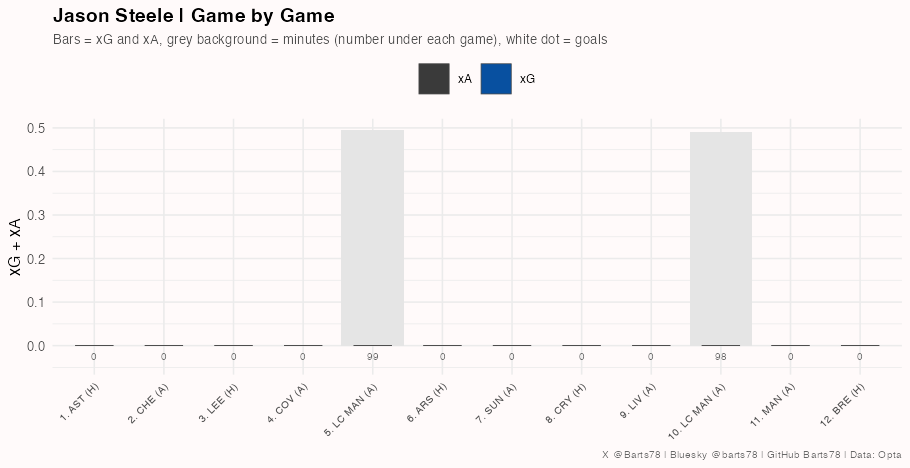 Jason Steele | Game by Game
Bars = xG and xA, grey background = minutes (number under each game), white dot = goals
xA xG
xG + xA
0.5
0.4
0.3
0.2
0.1
0.0
0 0 0 0 99 0 0 0 0 98 0 0
1. AST (H) 2. CHE (A) 3. LEE (H) 4. COV (A) 5. LC MAN (A) 6. ARS (H) 7. SUN (A) 8. CRY (H) 9. LIV (A) 10. LC MAN (A) 11. MAN (A) 12. BRE (H)
X @Barts78 | Bluesky @barts78 | GitHub Barts78 | Data: Opta